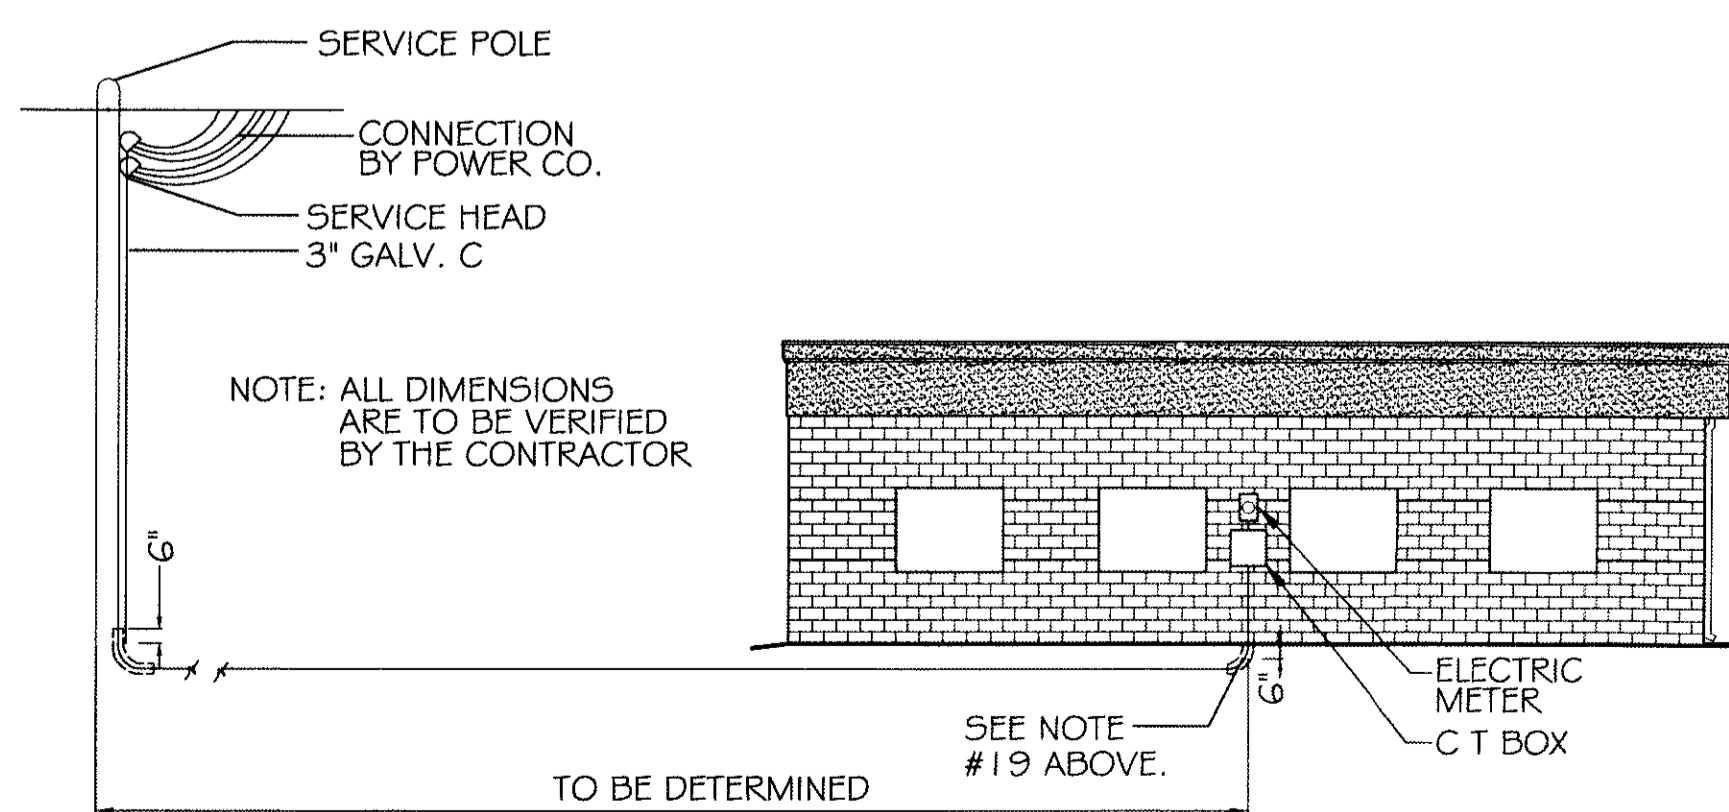 SERVICE POLE
CONNECTION
BY POWER CO.
SERVICE HEAD
3" GALV. C
NOTE: ALL DIMENSIONS
ARE TO BE VERIFIED
BY THE CONTRACTOR
6"
6"
ELECTRIC
METER
C T BOX
SEE NOTE
#19 ABOVE.
TO BE DETERMINED